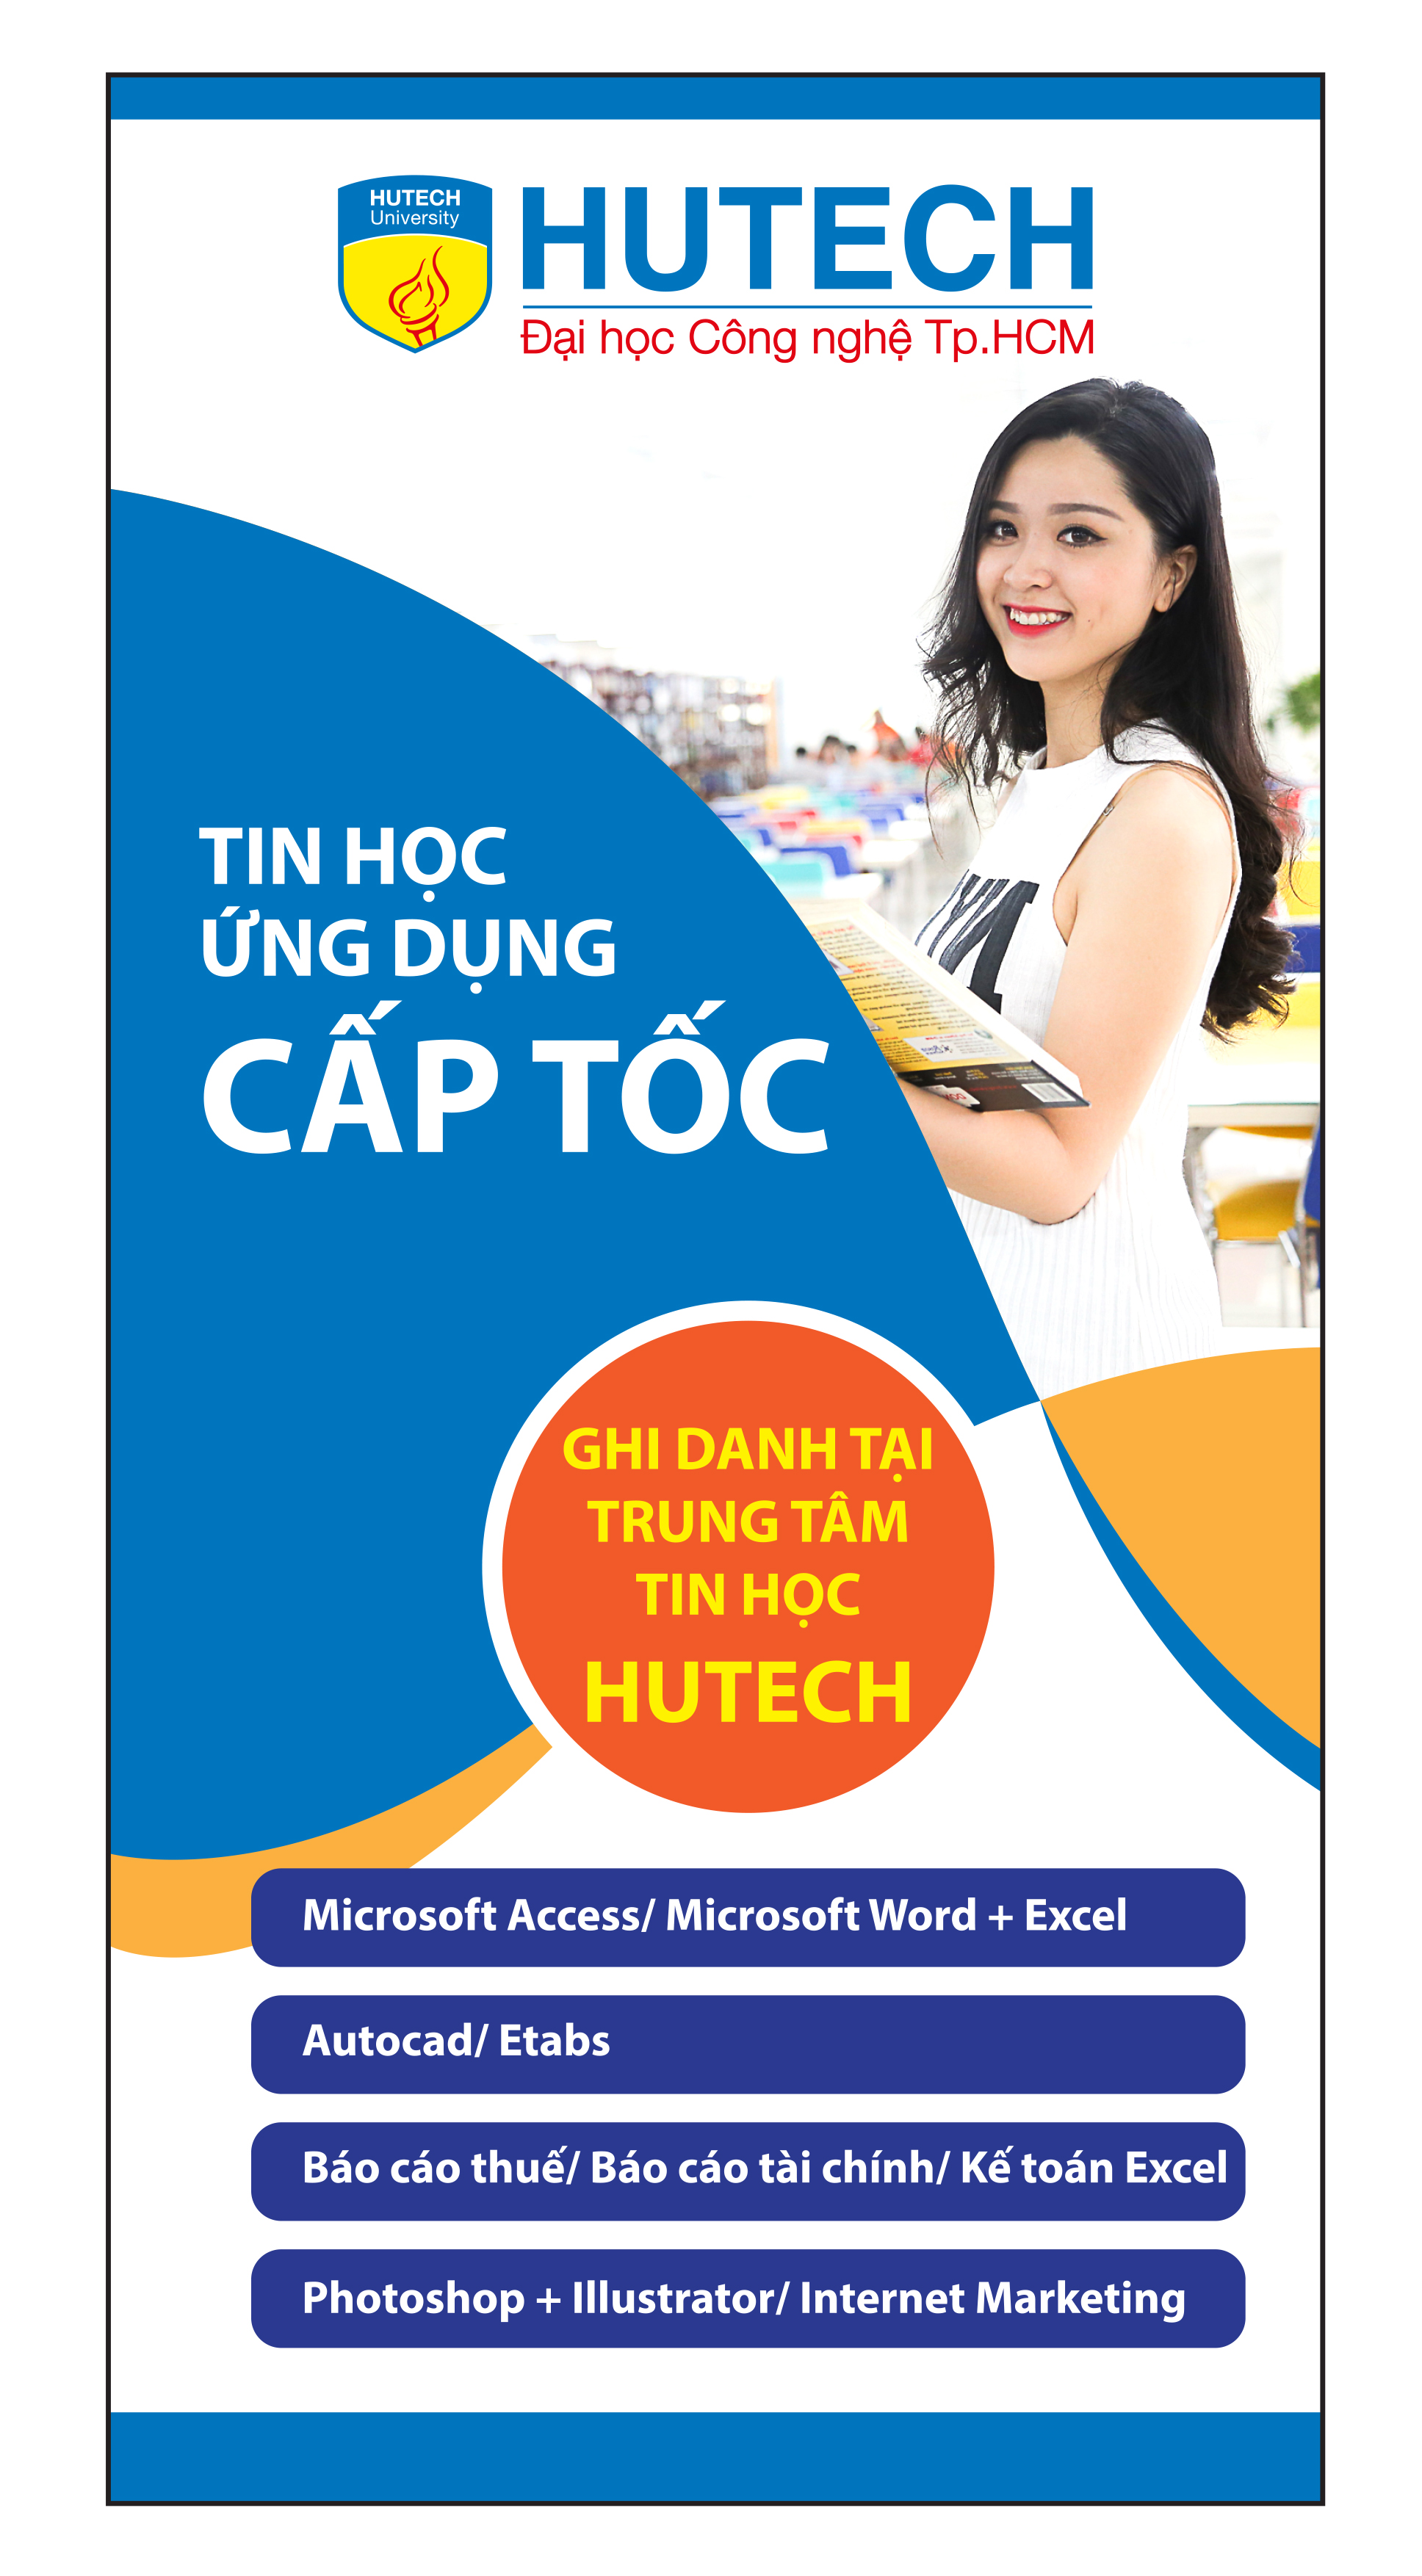 HUTECH
University
HUTECH
Đại học Công nghệ Tp.HCM
TIN HỌC
ỨNG DỤNG
CẤP TỐC
GHI DANH TẠI
TRUNG TÂM
TIN HỌC
HUTECH
Microsoft Access/ Microsoft Word + Excel
Autocad/ Etabs
Báo cáo thuế/ Báo cáo tài chính/ Kế toán Excel
Photoshop + Illustrator/ Internet Marketing